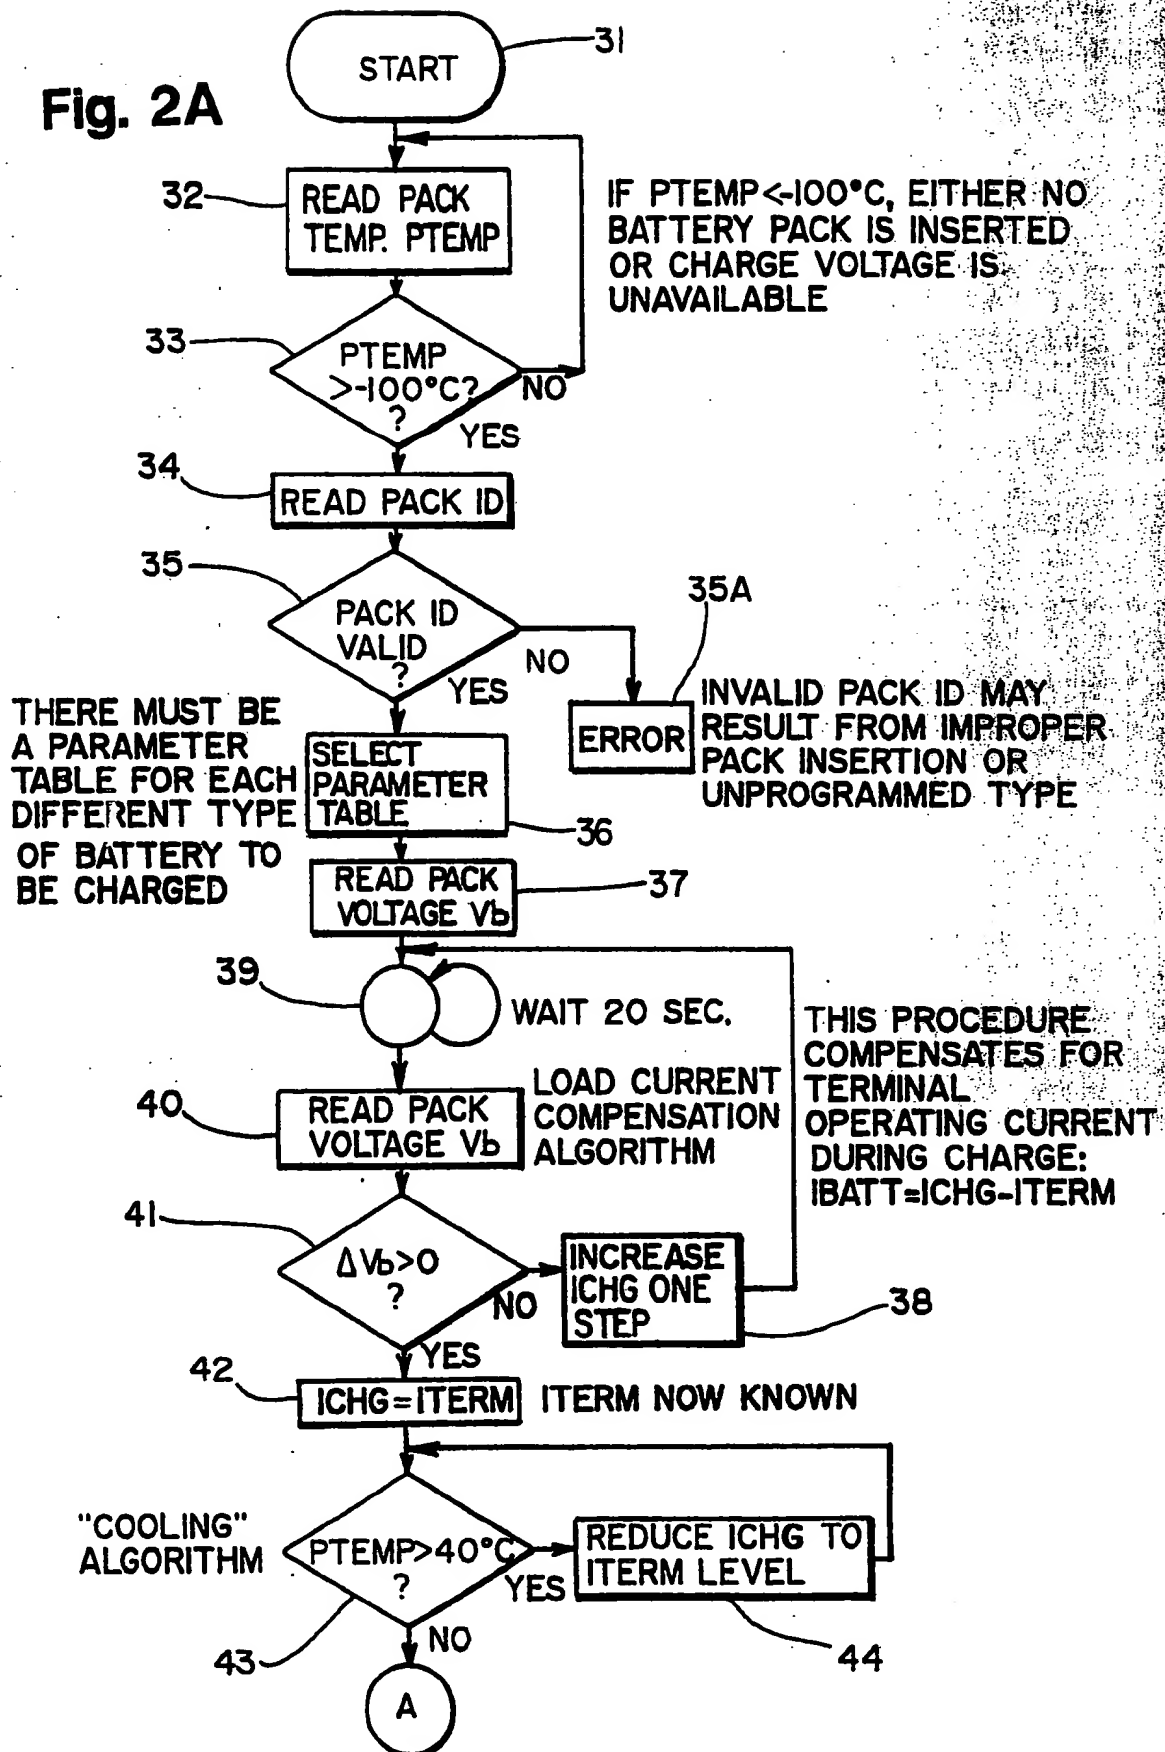 Fig. 2A
START
31
32
READ PACK
TEMP. PTEMP
IF PTEMP<-100°C, EITHER NO
BATTERY PACK IS INSERTED
OR CHARGE VOLTAGE IS
UNAVAILABLE
33
PTEMP
>-100°C?
?
NO
YES
34
READ PACK ID
35
PACK ID
VALID
?
NO
YES
35A
ERROR
INVALID PACK ID MAY
RESULT FROM IMPROPER
PACK INSERTION OR
UNPROGRAMMED TYPE
THERE MUST BE
A PARAMETER
TABLE FOR EACH
DIFFERENT TYPE
OF BATTERY TO
BE CHARGED
SELECT
PARAMETER
TABLE
36
READ PACK
VOLTAGE Vb
37
39
WAIT 20 SEC.
THIS PROCEDURE
COMPENSATES FOR
TERMINAL
OPERATING CURRENT
DURING CHARGE:
IBATT=ICHG-ITERM
40
READ PACK
VOLTAGE Vb
LOAD CURRENT
COMPENSATION
ALGORITHM
41
ΔVb>0
?
NO
YES
INCREASE
ICHG ONE
STEP
38
42
ICHG=ITERM
ITERM NOW KNOWN
"COOLING"
ALGORITHM
PTEMP>40°C
?
YES
NO
REDUCE ICHG TO
ITERM LEVEL
43
44
A